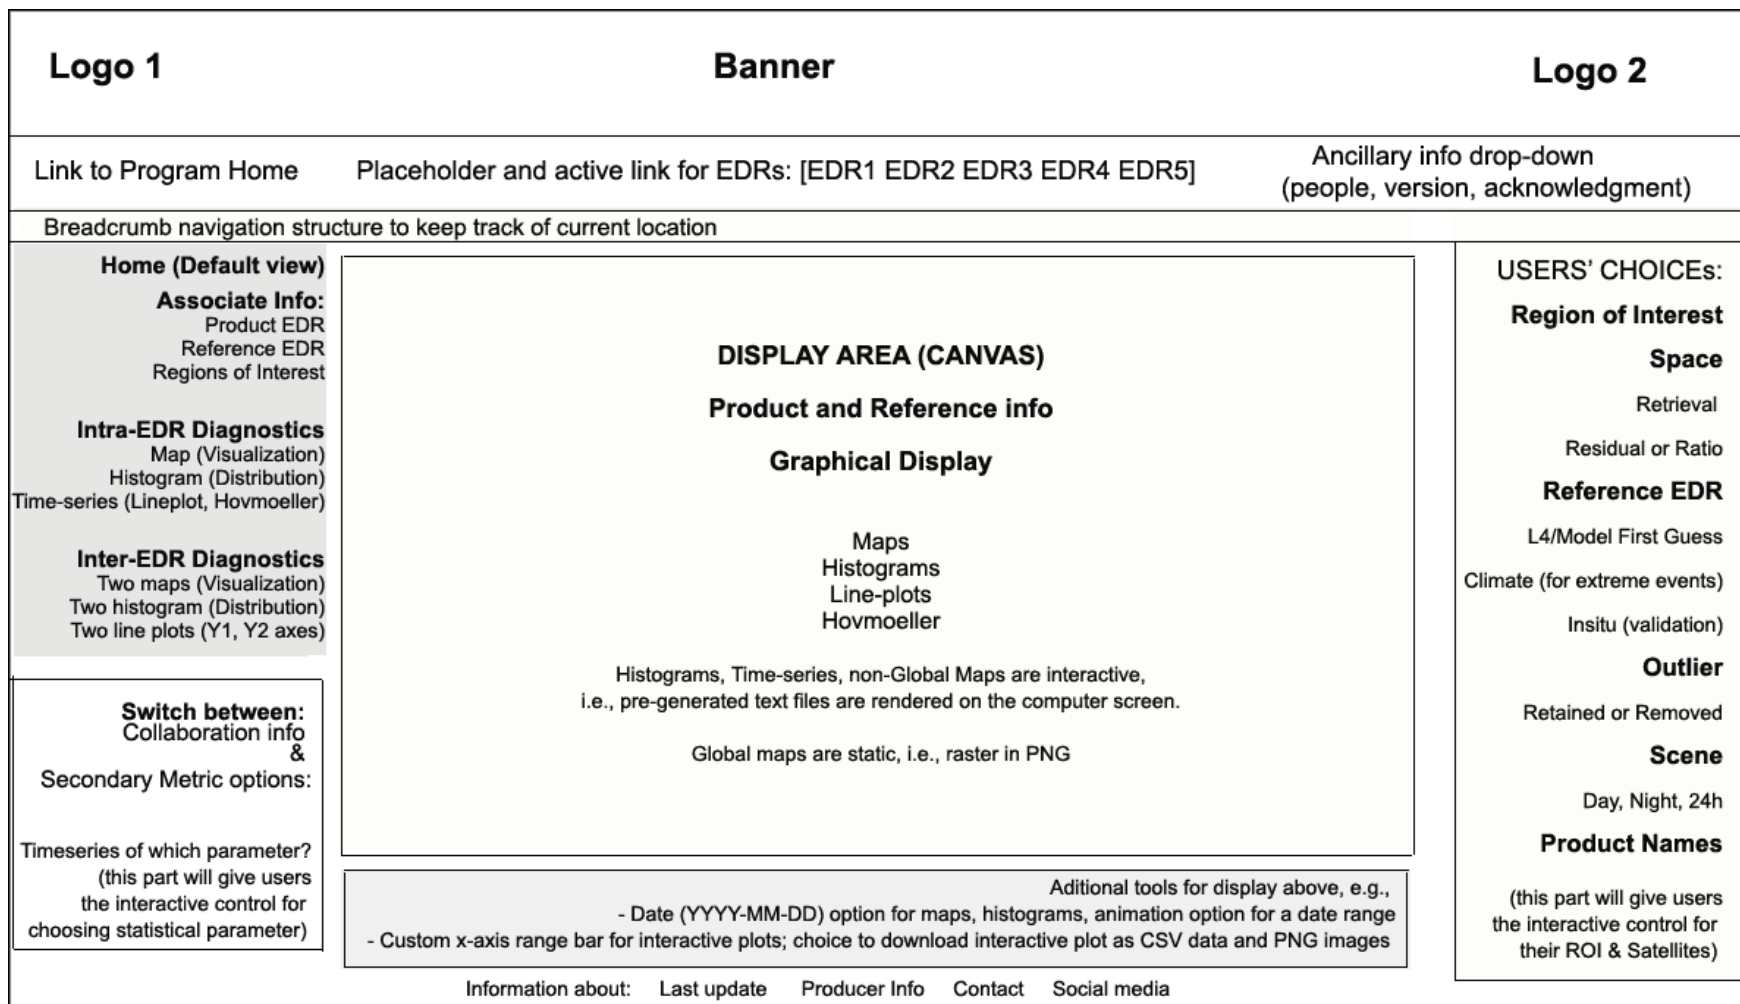 Logo 1
Banner
Logo 2
Link to Program Home
Placeholder and active link for EDRs: [EDR1 EDR2 EDR3 EDR4 EDR5]
Ancillary info drop-down
(people, version, acknowledgment)
Breadcrumb navigation structure to keep track of current location
Home (Default view)
Associate Info:
Product EDR
Reference EDR
Regions of Interest
Intra-EDR Diagnostics
Map (Visualization)
Histogram (Distribution)
Time-series (Lineplot, Hovmoeller)
Inter-EDR Diagnostics
Two maps (Visualization)
Two histogram (Distribution)
Two line plots (Y1, Y2 axes)
Switch between:
Collaboration info
&
Secondary Metric options:
Timeseries of which parameter?
(this part will give users
the interactive control for
choosing statistical parameter)
DISPLAY AREA (CANVAS)
Product and Reference info
Graphical Display
Maps
Histograms
Line-plots
Hovmoeller
Histograms, Time-series, non-Global Maps are interactive,
i.e., pre-generated text files are rendered on the computer screen.
Global maps are static, i.e., raster in PNG
Aditional tools for display above, e.g.,
- Date (YYYY-MM-DD) option for maps, histograms, animation option for a date range
- Custom x-axis range bar for interactive plots; choice to download interactive plot as CSV data and PNG images
USERS' CHOICEs:
Region of Interest
Space
Retrieval
Residual or Ratio
Reference EDR
L4/Model First Guess
Climate (for extreme events)
Insitu (validation)
Outlier
Retained or Removed
Scene
Day, Night, 24h
Product Names
(this part will give users
the interactive control for
their ROI & Satellites)
Information about: Last update Producer Info Contact Social media